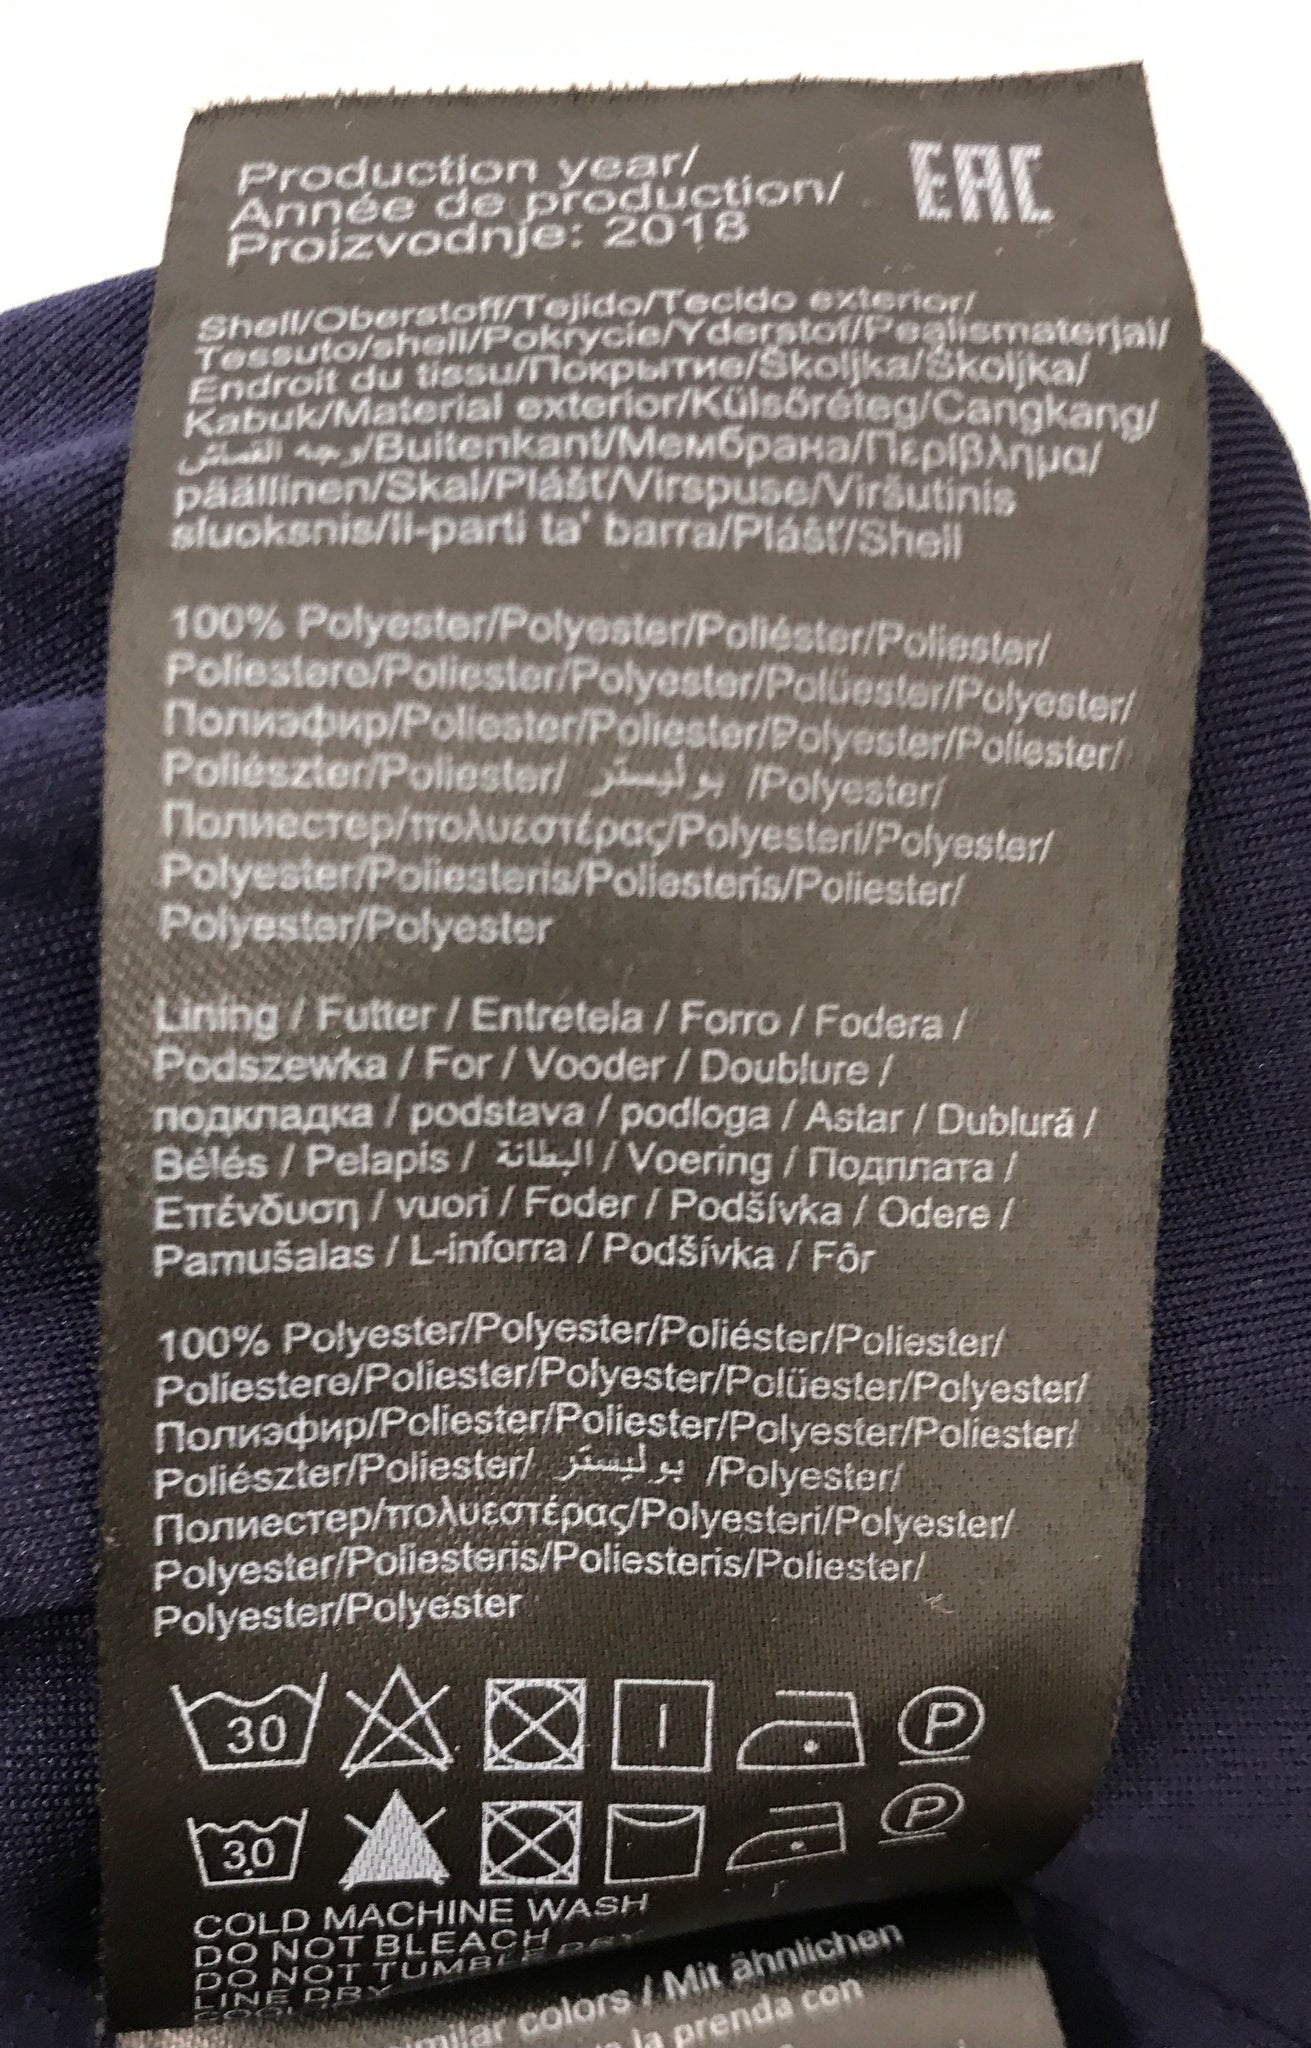 Production year/
Année de production/
Proizvodnje: 2018
EAC
Shell/Oberstoff/Tejido/Tecido exterior/
Tessuto/shell/Pokrycie/Yderstof/Pealismaterjal/
Endroit du tissu/Покрытие/Školjka/Školjka/
Kabuk/Material exterior/Külsőréteg/Cangkang/
وجه القماش/Buitenkant/Мембрана/Περίβλημα/
päällinen/Skal/Plášť/Virspuse/Viršutinis
sluoksnis/Il-parti ta' barra/Plášť/Shell
100% Polyester/Polyester/Poliéster/Poliester/
Poliestere/Poliester/Polyester/Polüester/Polyester/
Полиэфир/Poliester/Poliester/Polyester/Poliester/
Poliészter/Poliester/ بوليستر /Polyester/
Полиестер/πολυεστέρας/Polyesteri/Polyester/
Polyester/Poliesteris/Poliesteris/Poliester/
Polyester/Polyester
Lining / Futter / Entretela / Forro / Fodera /
Podszewka / For / Vooder / Doublure /
подкладка / podstava / podloga / Astar / Dublură /
Bélés / Pelapis / البطانة / Voering / Подплата /
Επένδυση / vuori / Foder / Podšívka / Odere /
Pamušalas / L-inforra / Podšívka / Fôr
100% Polyester/Polyester/Poliéster/Poliester/
Poliestere/Poliester/Polyester/Polüester/Polyester/
Полиэфир/Poliester/Poliester/Polyester/Poliester/
Poliészter/Poliester/ بوليستر /Polyester/
Полиестер/πολυεστέρας/Polyesteri/Polyester/
Polyester/Poliesteris/Poliesteris/Poliester/
Polyester/Polyester
30 P
30 P
COLD MACHINE WASH
DO NOT BLEACH
DO NOT TUMBLE DRY
LINE DRY
similar colors / Mit ähnlichen
la prenda con